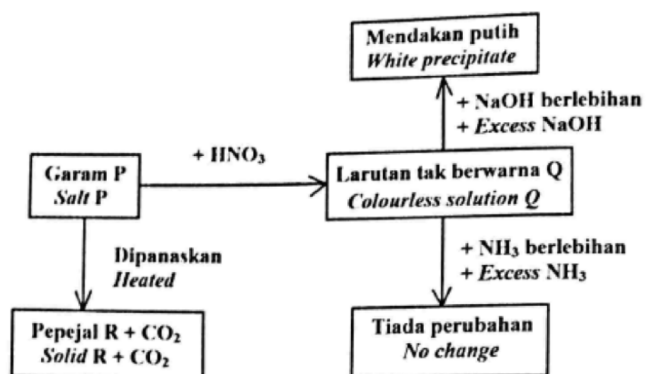 Mendakan putih
White precipitate
+ NaOH berlebihan
+ Excess NaOH
+ HNO₃
Garam P
Salt P
Larutan tak berwarna Q
Colourless solution Q
Dipanaskan
Heated
+ NH₃ berlebihan
+ Excess NH₃
Pepejal R + CO₂
Solid R + CO₂
Tiada perubahan
No change